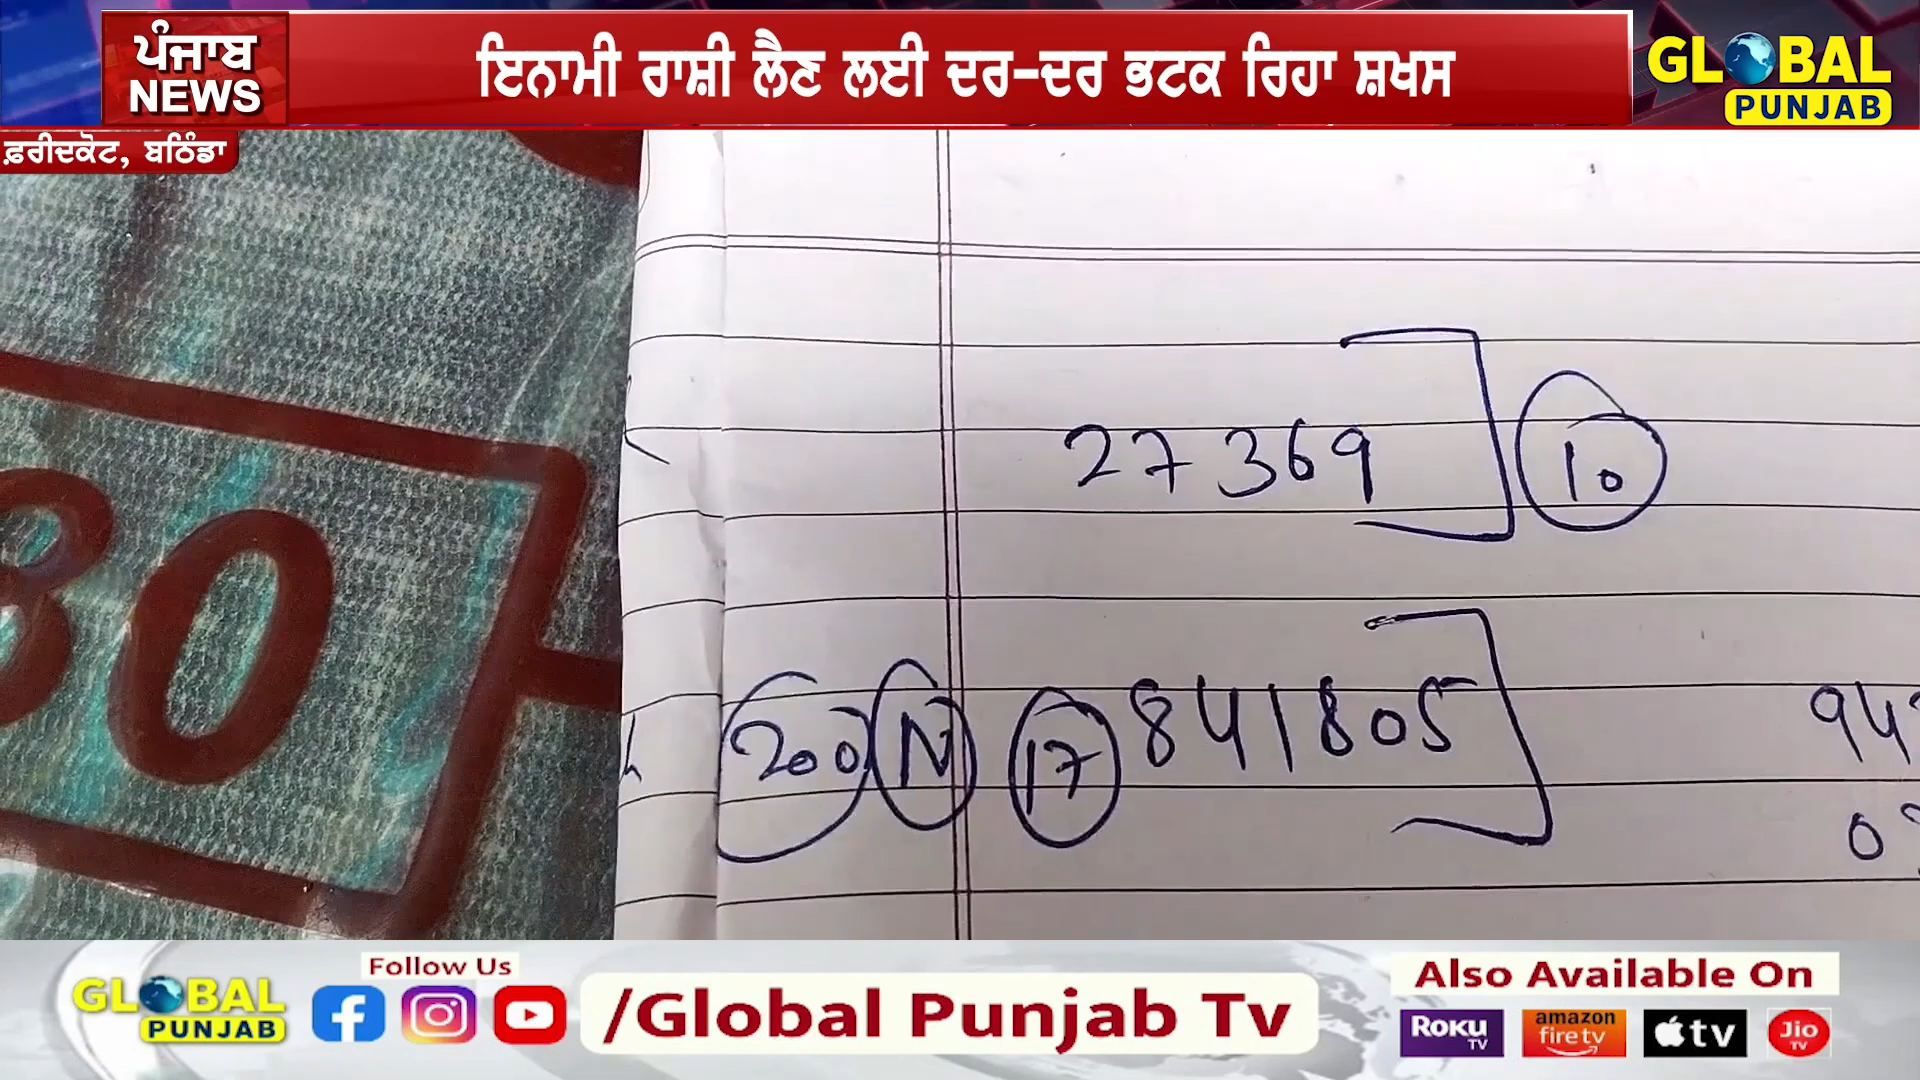 ਪੰਜਾਬ
NEWS
ਇਨਾਮੀ ਰਾਸ਼ੀ ਲੈਣ ਲਈ ਦਰ-ਦਰ ਭਟਕ ਰਿਹਾ ਸ਼ਖਸ
GLOBAL
PUNJAB
ਫ਼ਰੀਦਕੋਟ, ਬਠਿੰਡਾ
27369 10
200 N 17 841805
80
GLOBAL
PUNJAB
Follow Us
/Global Punjab Tv
Also Available On
ROKU TV
amazon fire tv
tv
Jio TV